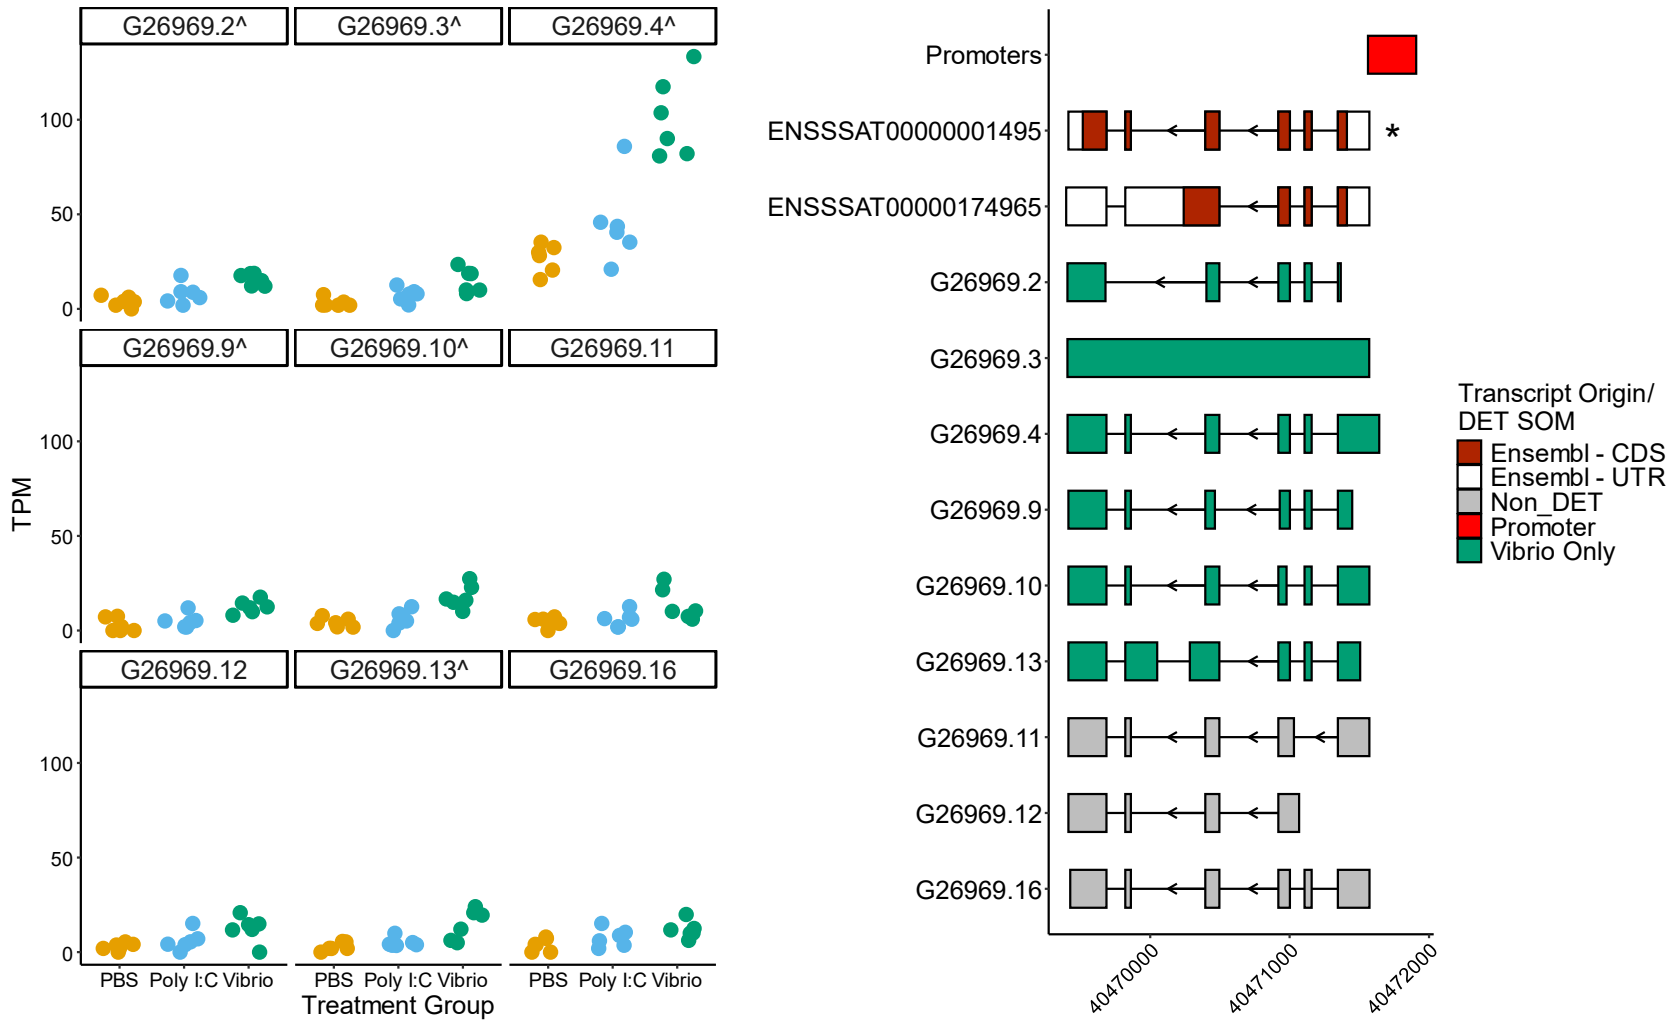 G26969.2^
G26969.3^
G26969.4^
100
50
0
G26969.9^
G26969.10^
G26969.11
100
50
0
G26969.12
G26969.13^
G26969.16
100
50
0
TPM
PBS Poly I:C Vibrio
PBS Poly I:C Vibrio
PBS Poly I:C Vibrio
Treatment Group
Promoters
ENSSSAT00000001495
*
ENSSSAT00000174965
G26969.2
G26969.3
G26969.4
G26969.9
G26969.10
G26969.13
G26969.11
G26969.12
G26969.16
40470000
40471000
40472000
Transcript Origin/
DET SOM
Ensembl - CDS
Ensembl - UTR
Non_DET
Promoter
Vibrio Only